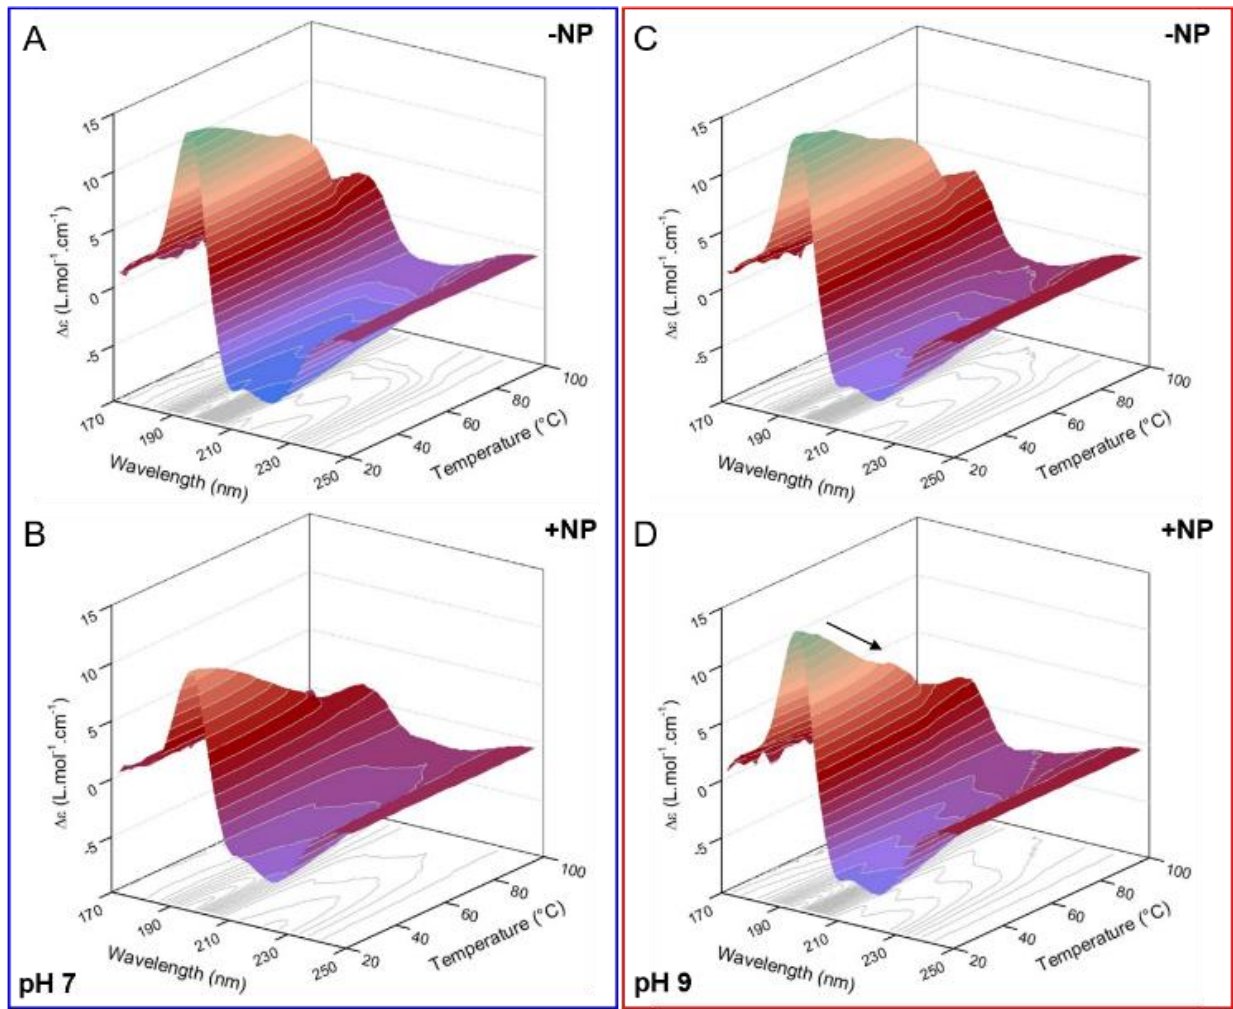 A
-NP
15
10
5
0
-5
Δε (L.mol⁻¹.cm⁻¹)
170
190
210
230
250
Wavelength (nm)
20
40
60
80
100
Temperature (°C)
C
-NP
15
10
5
0
-5
Δε (L.mol⁻¹.cm⁻¹)
170
190
210
230
250
Wavelength (nm)
20
40
60
80
100
Temperature (°C)
B
+NP
15
10
5
0
-5
Δε (L.mol⁻¹.cm⁻¹)
170
190
210
230
250
Wavelength (nm)
20
40
60
80
100
Temperature (°C)
pH 7
D
+NP
15
10
5
0
-5
Δε (L.mol⁻¹.cm⁻¹)
170
190
210
230
250
Wavelength (nm)
20
40
60
80
100
Temperature (°C)
pH 9